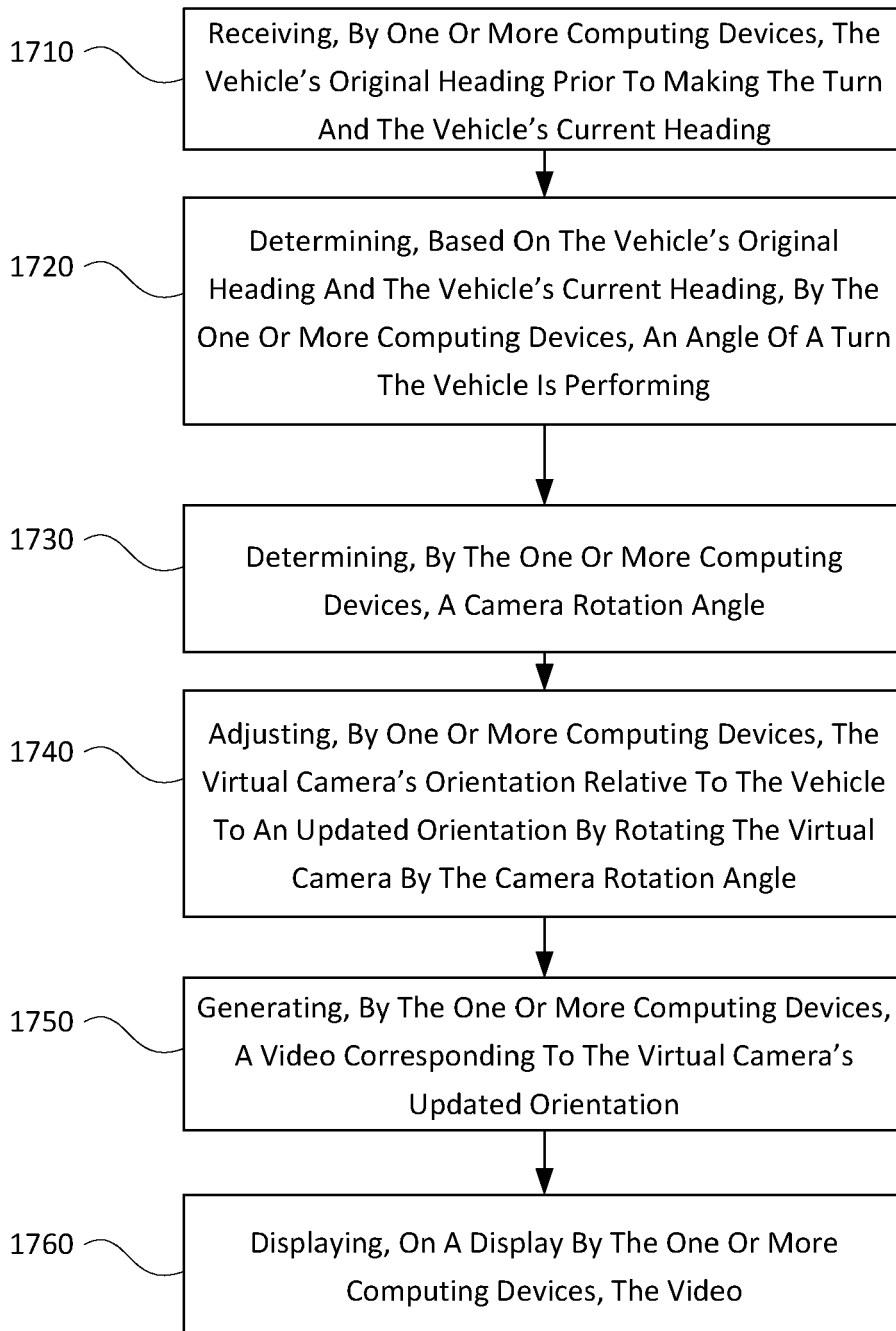 1710
Receiving, By One Or More Computing Devices, The
Vehicle’s Original Heading Prior To Making The Turn
And The Vehicle’s Current Heading
1720
Determining, Based On The Vehicle’s Original
Heading And The Vehicle’s Current Heading, By The
One Or More Computing Devices, An Angle Of A Turn
The Vehicle Is Performing
1730
Determining, By The One Or More Computing
Devices, A Camera Rotation Angle
1740
Adjusting, By One Or More Computing Devices, The
Virtual Camera’s Orientation Relative To The Vehicle
To An Updated Orientation By Rotating The Virtual
Camera By The Camera Rotation Angle
1750
Generating, By The One Or More Computing Devices,
A Video Corresponding To The Virtual Camera’s
Updated Orientation
1760
Displaying, On A Display By The One Or More
Computing Devices, The Video